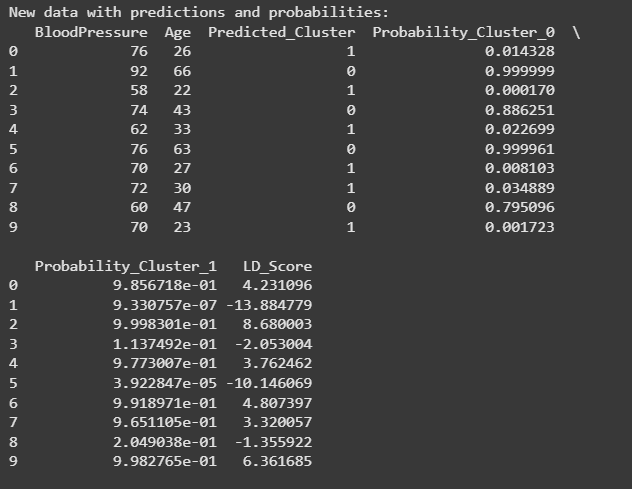 New data with predictions and probabilities:
   BloodPressure  Age  Predicted_Cluster  Probability_Cluster_0  \
0             76   26                  1               0.014328
1             92   66                  0               0.999999
2             58   22                  1               0.000170
3             74   43                  0               0.886251
4             62   33                  1               0.022699
5             76   63                  0               0.999961
6             70   27                  1               0.008103
7             72   30                  1               0.034889
8             60   47                  0               0.795096
9             70   23                  1               0.001723
   Probability_Cluster_1   LD_Score
0           9.856718e-01   4.231096
1           9.330757e-07 -13.884779
2           9.998301e-01   8.680003
3           1.137492e-01  -2.053004
4           9.773007e-01   3.762462
5           3.922847e-05 -10.146069
6           9.918971e-01   4.807397
7           9.651105e-01   3.320057
8           2.049038e-01  -1.355922
9           9.982765e-01   6.361685